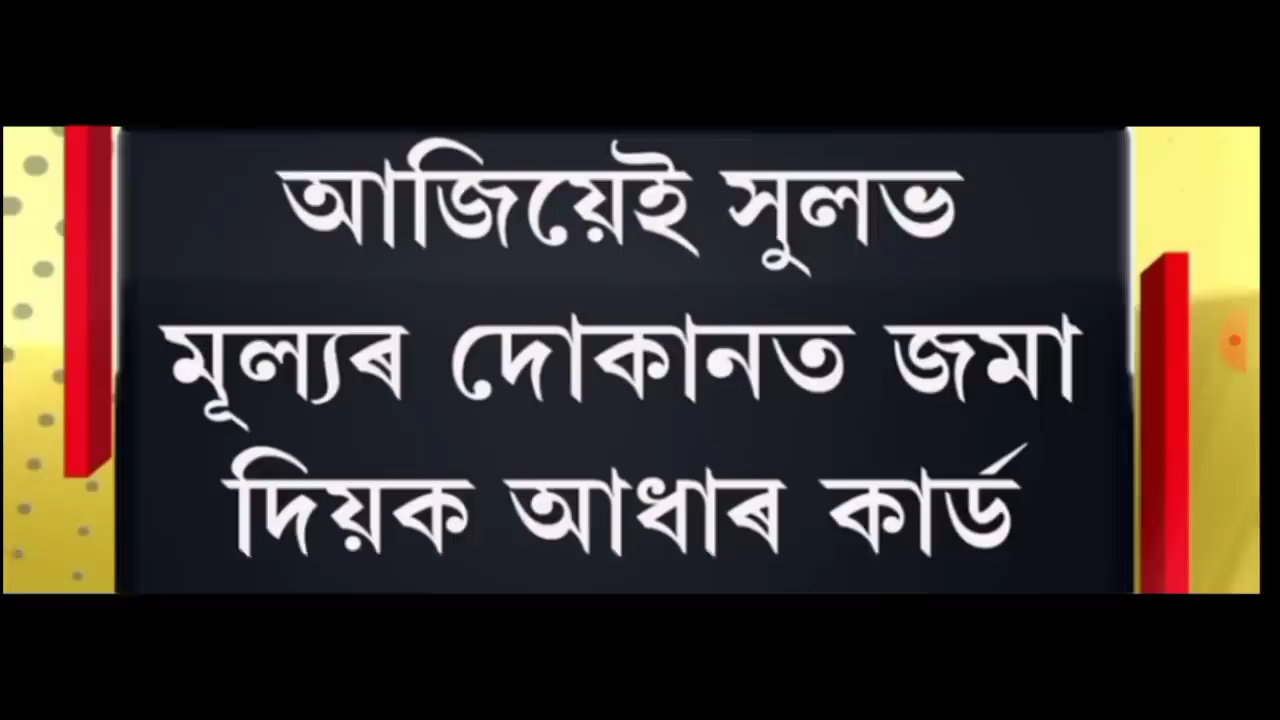 আজিয়েই সুলভ
মূল্যৰ দোকানত জমা
দিয়ক আধাৰ কাৰ্ড